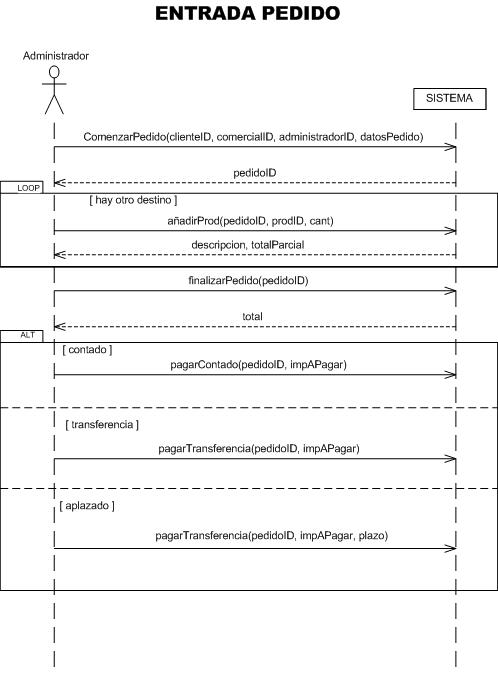 ENTRADA PEDIDO
Administrador
SISTEMA
ComenzarPedido(clienteID, comercialID, administradorID, datosPedido)
pedidoID
LOOP
[ hay otro destino ]
añadirProd(pedidoID, prodID, cant)
descripcion, totalParcial
finalizarPedido(pedidoID)
total
ALT
[ contado ]
pagarContado(pedidoID, impAPagar)
[ transferencia ]
pagarTransferencia(pedidoID, impAPagar)
[ aplazado ]
pagarTransferencia(pedidoID, impAPagar, plazo)